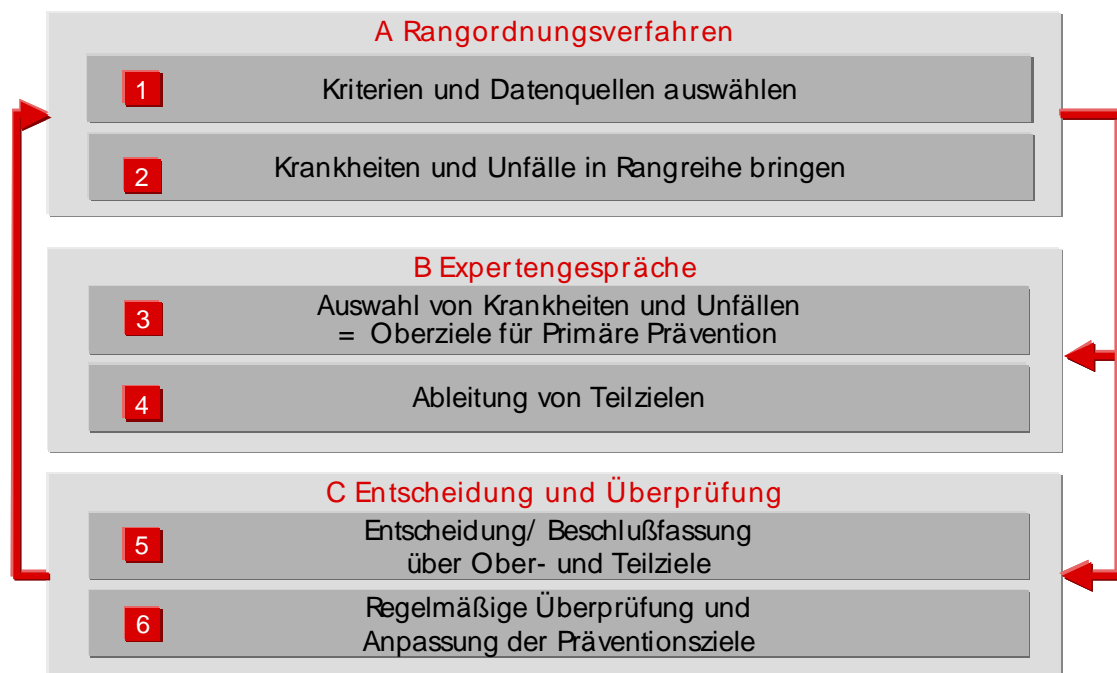 A Rangordnungsverfahren
1 Kriterien und Datenquellen auswählen
2 Krankheiten und Unfälle in Rangreihe bringen
B Expertengespräche
3 Auswahl von Krankheiten und Unfällen
= Oberziele für Primäre Prävention
4 Ableitung von Teilzielen
C Entscheidung und Überprüfung
5 Entscheidung/ Beschlußfassung
über Ober- und Teilziele
6 Regelmäßige Überprüfung und
Anpassung der Präventionsziele